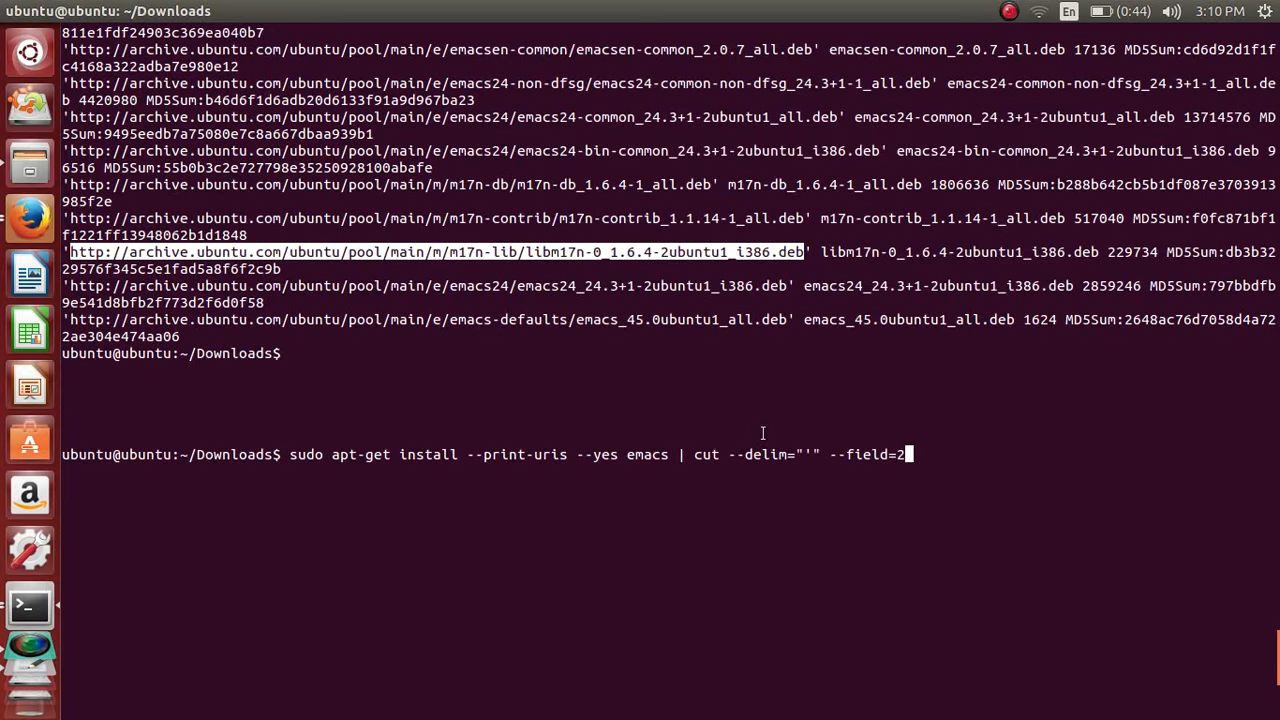 ubuntu@ubuntu: ~/Downloads
En
(0:44)
3:10 PM
811e1fdf24903c369ea040b7
'http://archive.ubuntu.com/ubuntu/pool/main/e/emacsen-common/emacsen-common_2.0.7_all.deb' emacsen-common_2.0.7_all.deb 17136 MD5Sum:cd6d92d1f1f
c4168a322adba7e980e12
'http://archive.ubuntu.com/ubuntu/pool/main/e/emacs24-non-dfsg/emacs24-common-non-dfsg_24.3+1-1_all.deb' emacs24-common-non-dfsg_24.3+1-1_all.de
b 4420980 MD5Sum:b46d6f1d6adb20d6133f91a9d967ba23
'http://archive.ubuntu.com/ubuntu/pool/main/e/emacs24/emacs24-common_24.3+1-2ubuntu1_all.deb' emacs24-common_24.3+1-2ubuntu1_all.deb 13714576 MD
5Sum:9495eedb7a75080e7c8a667dbaa939b1
'http://archive.ubuntu.com/ubuntu/pool/main/e/emacs24/emacs24-bin-common_24.3+1-2ubuntu1_i386.deb' emacs24-bin-common_24.3+1-2ubuntu1_i386.deb 9
6516 MD5Sum:55b0b3c2e727798e35250928100abafe
'http://archive.ubuntu.com/ubuntu/pool/main/m/m17n-db/m17n-db_1.6.4-1_all.deb' m17n-db_1.6.4-1_all.deb 1806636 MD5Sum:b288b642cb5b1df087e3703913
985f2e
'http://archive.ubuntu.com/ubuntu/pool/main/m/m17n-contrib/m17n-contrib_1.1.14-1_all.deb' m17n-contrib_1.1.14-1_all.deb 517040 MD5Sum:f0fc871bf1
f1221ff13948062b1d1848
'http://archive.ubuntu.com/ubuntu/pool/main/m/m17n-lib/libm17n-0_1.6.4-2ubuntu1_i386.deb' libm17n-0_1.6.4-2ubuntu1_i386.deb 229734 MD5Sum:db3b32
29576f345c5e1fad5a8f6f2c9b
'http://archive.ubuntu.com/ubuntu/pool/main/e/emacs24/emacs24_24.3+1-2ubuntu1_i386.deb' emacs24_24.3+1-2ubuntu1_i386.deb 2859246 MD5Sum:797bbdfb
9e541d8bfb2f773d2f6d0f58
'http://archive.ubuntu.com/ubuntu/pool/main/e/emacs-defaults/emacs_45.0ubuntu1_all.deb' emacs_45.0ubuntu1_all.deb 1624 MD5Sum:2648ac76d7058d4a72
2ae304e474aa06
ubuntu@ubuntu:~/Downloads$
ubuntu@ubuntu:~/Downloads$ sudo apt-get install --print-uris --yes emacs | cut --delim="'" --field=2